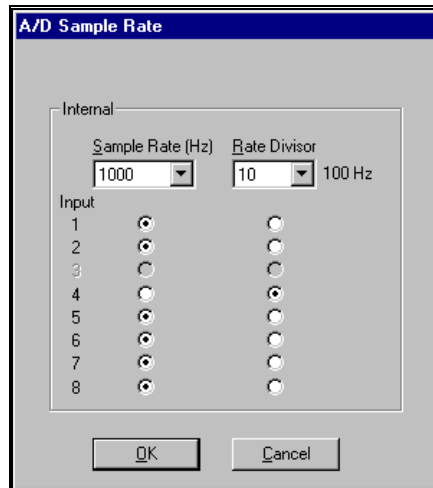 A/D Sample Rate
Internal
Sample Rate (Hz) Rate Divisor
1000 10 100 Hz
Input
1
2
3
4
5
6
7
8
OK Cancel